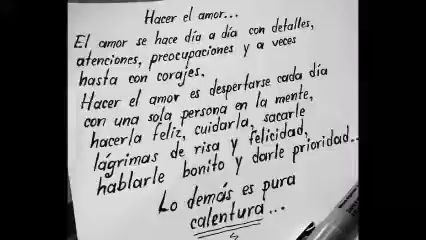 Hacer el amor...
El amor se hace día a día con detalles,
atenciones, preocupaciones y a veces
hasta con corajes.
Hacer el amor es despertarse cada día
con una sola persona en la mente,
hacerla feliz, cuidarla, sacarle
lágrimas de risa y felicidad,
hablarle bonito y darle prioridad...
Lo demás es pura
calentura...